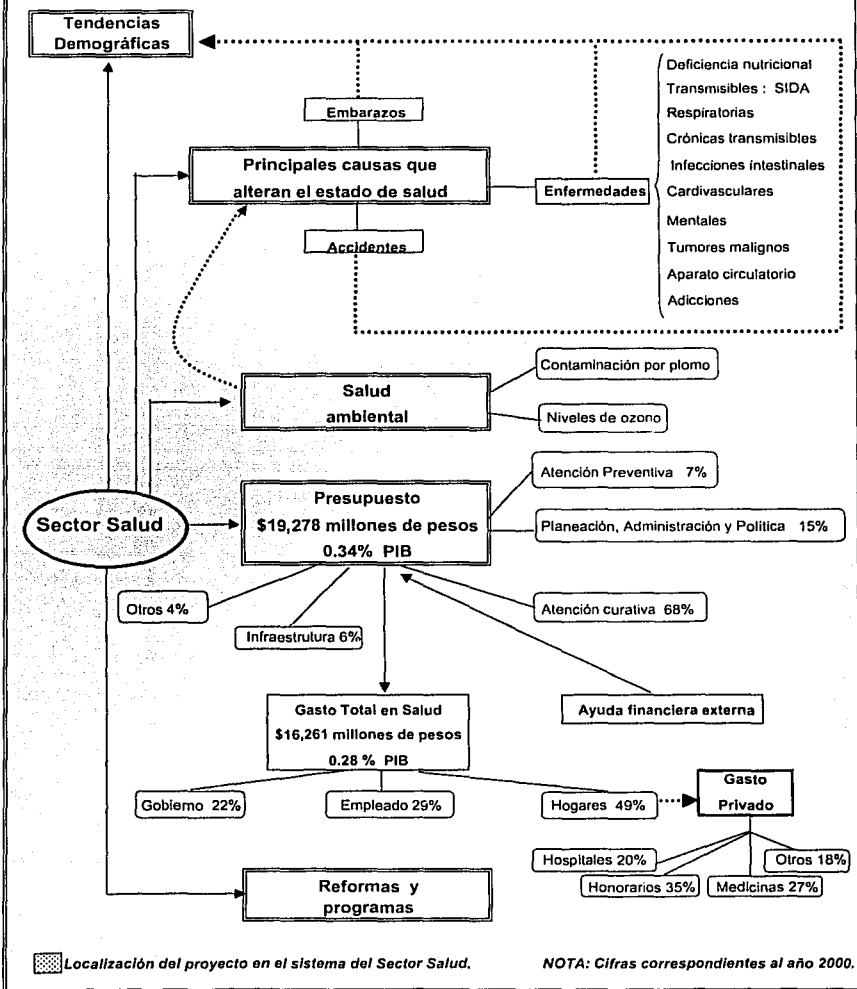 Tendencias
Demográficas
Embarazos
Principales causas que
alteran el estado de salud
Accidentes
Enfermedades
Deficiencia nutricional
Transmisibles : SIDA
Respiratorias
Crónicas transmisibles
Infecciones intestinales
Cardivasculares
Mentales
Tumores malignos
Aparato circulatorio
Adicciones
Salud
ambiental
Contaminación por plomo
Niveles de ozono
Sector Salud
Presupuesto
$19,278 millones de pesos
0.34% PIB
Atención Preventiva 7%
Planeación, Administración y Política 15%
Otros 4%
Infraestrutura 6%
Atención curativa 68%
Gasto Total en Salud
$16,261 millones de pesos
0.28 % PIB
Ayuda financiera externa
Gobierno 22%
Empleado 29%
Hogares 49%
Gasto
Privado
Hospitales 20%
Otros 18%
Honorarios 35%
Medicinas 27%
Reformas y
programas
Localización del proyecto en el sistema del Sector Salud.
NOTA: Cifras correspondientes al año 2000.